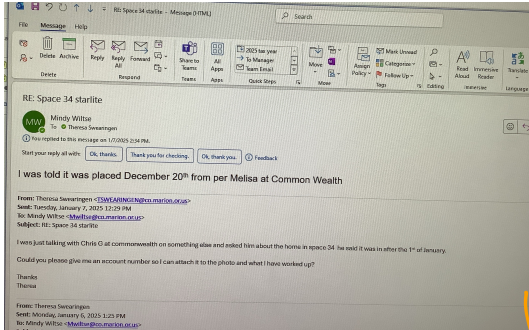 RE: Space 34 starlite - Message (HTML)
Search
File Message Help
Delete Archive Reply Reply All Forward Share to Teams All Apps 2025 tax year
To Manager
Team Email
Move Assign Policy Mark Unread
Categorize
Follow Up
Editing Read Aloud Immersive Reader Translate
Delete Respond Teams Apps Quick Steps Move Tags Editing Immersive Language
RE: Space 34 starlite
MW
Mindy Wiltse
To Theresa Swearingen
You replied to this message on 1/7/2025 2:34 PM.
Start your reply all with: Ok, thanks. Thank you for checking. Ok, thank you. Feedback
I was told it was placed December 20th from per Melisa at Common Wealth
From: Theresa Swearingen <TSWEARINGEN@co.marion.or.us>
Sent: Tuesday, January 7, 2025 12:29 PM
To: Mindy Wiltse <Mwiltse@co.marion.or.us>
Subject: RE: Space 34 starlite
I was just talking with Chris G at commonwealth on something else and asked him about the home in space 34 he said it was in after the 1st of January.
Could you please give me an account number so I can attach it to the photo and what I have worked up?
Thanks
Theresa
From: Theresa Swearingen
Sent: Monday, January 6, 2025 1:25 PM
To: Mindy Wiltse <Mwiltse@co.marion.or.us>